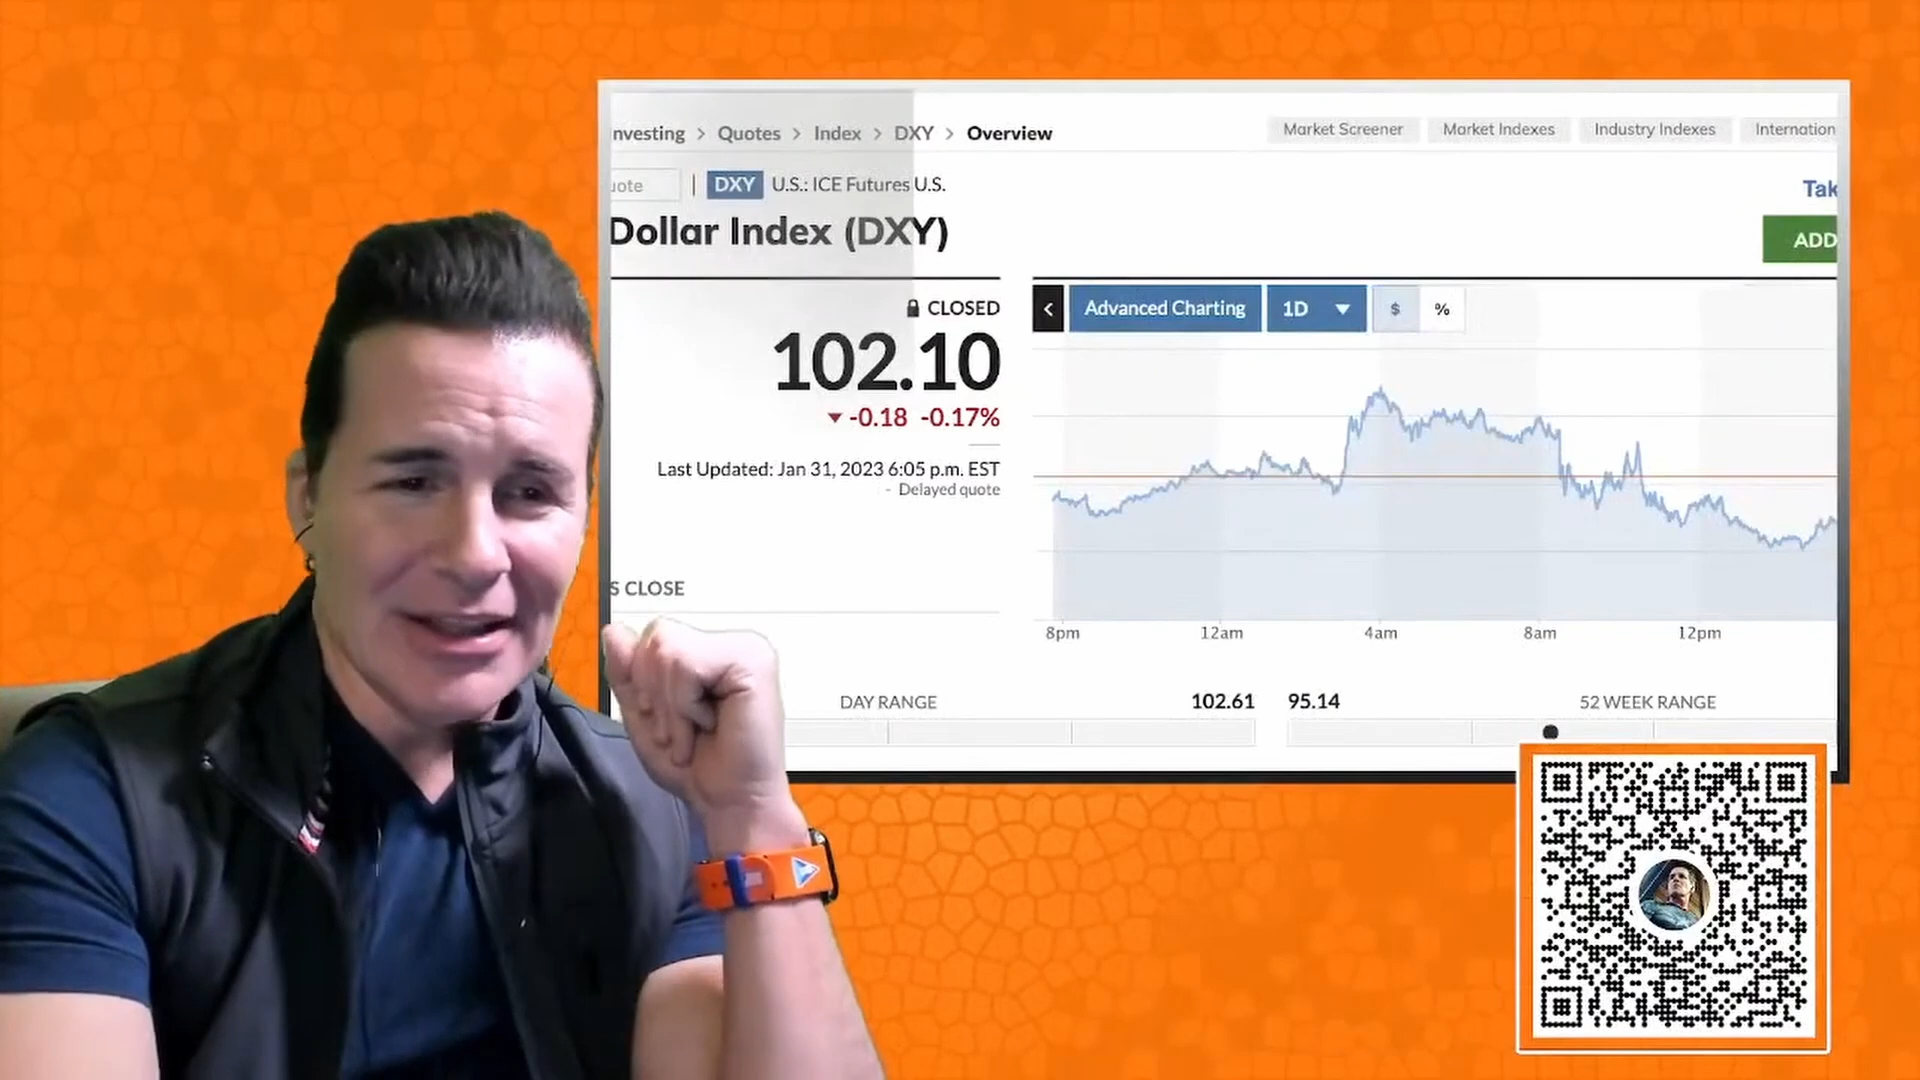 nvesting > Quotes > Index > DXY > Overview
Market Screener Market Indexes Industry Indexes Internation
uote | DXY U.S.: ICE Futures U.S.
Tak
Dollar Index (DXY)
ADD
CLOSED
< Advanced Charting 1D $ %
102.10
-0.18 -0.17%
Last Updated: Jan 31, 2023 6:05 p.m. EST
- Delayed quote
S CLOSE
8pm 12am 4am 8am 12pm
DAY RANGE 102.61 95.14 52 WEEK RANGE